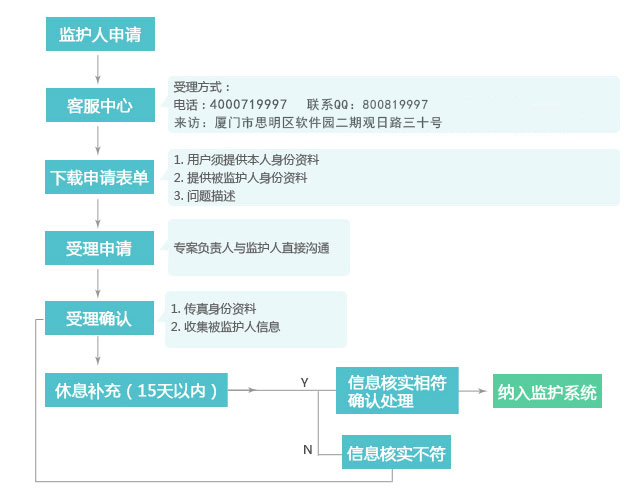 监护人申请
客服中心
受理方式：
电话：4000719997 联系QQ：800819997
来访：厦门市思明区软件园二期观日路三十号
下载申请表单
1. 用户须提供本人身份资料
2. 提供被监护人身份资料
3. 问题描述
受理申请
专案负责人与监护人直接沟通
受理确认
1. 传真身份资料
2. 收集被监护人信息
休息补充（15天以内）
Y
信息核实相符
确认处理
纳入监护系统
N
信息核实不符